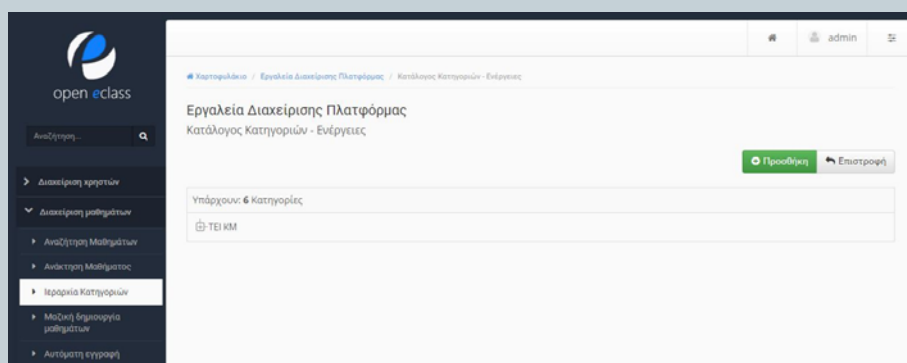 admin
open eclass
Χαρτοφυλάκιο / Εργαλεία Διαχείρισης Πλατφόρμας / Κατάλογος Κατηγοριών - Ενέργειες
Εργαλεία Διαχείρισης Πλατφόρμας
Κατάλογος Κατηγοριών - Ενέργειες
Αναζήτηση...
Προσθήκη
Επιστροφή
Διαχείριση χρηστών
Υπάρχουν: 6 Κατηγορίες
Διαχείριση μαθημάτων
ΤΕΙ ΚΜ
Αναζήτηση Μαθημάτων
Ανάκτηση Μαθήματος
Ιεραρχία Κατηγοριών
Μαζική δημιουργία
μαθημάτων
Αυτόματη εγγραφή